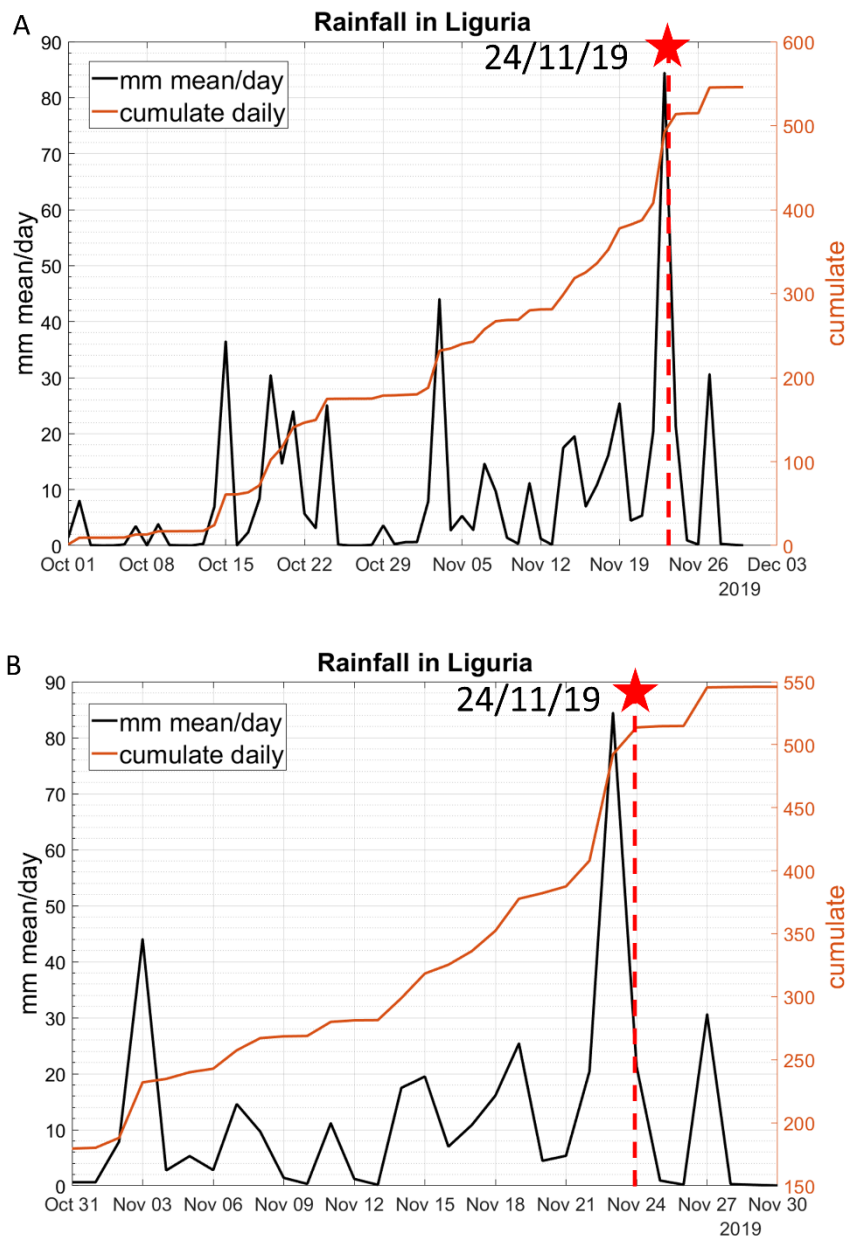 A
Rainfall in Liguria
24/11/19
mm mean/day
cumulate daily
90
80
70
60
50
40
30
20
10
0
mm mean/day
600
500
400
300
200
100
0
cumulate
Oct 01 Oct 08 Oct 15 Oct 22 Oct 29 Nov 05 Nov 12 Nov 19 Nov 26 Dec 03
2019
B
Rainfall in Liguria
24/11/19
mm mean/day
cumulate daily
90
80
70
60
50
40
30
20
10
0
mm mean/day
550
500
450
400
350
300
250
200
150
cumulate
Oct 31 Nov 03 Nov 06 Nov 09 Nov 12 Nov 15 Nov 18 Nov 21 Nov 24 Nov 27 Nov 30
2019